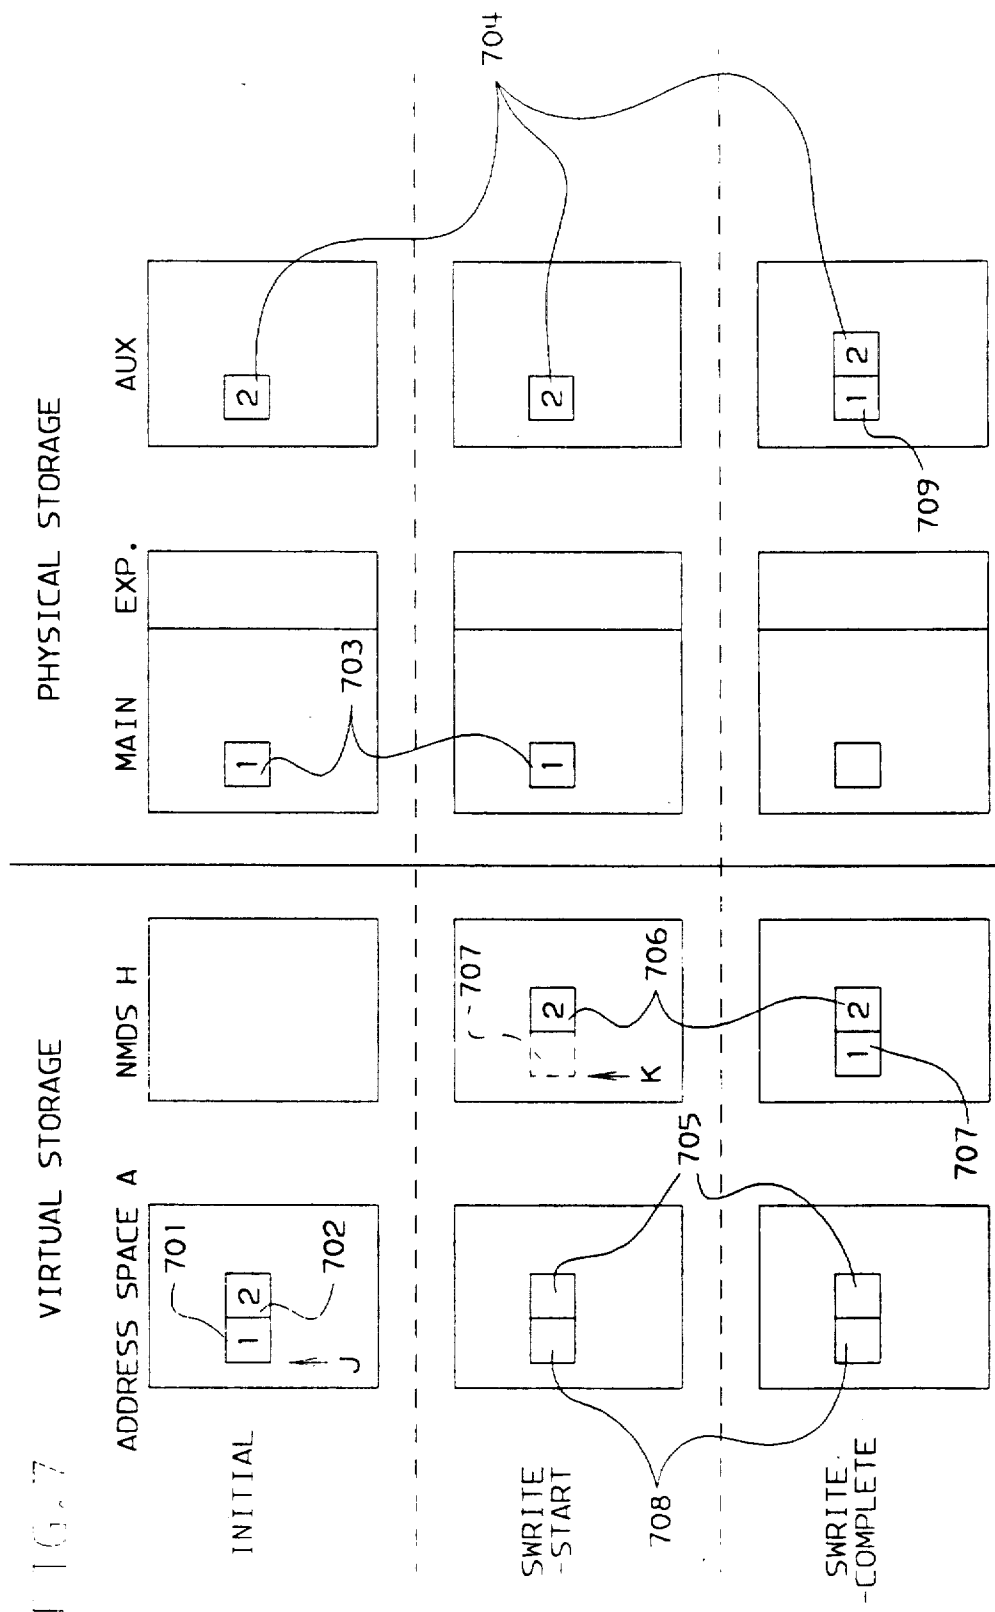 FIG. 7
VIRTUAL STORAGE
PHYSICAL STORAGE
ADDRESS SPACE A
NMDS H
MAIN
EXP.
AUX
INITIAL
701
1 2
702
J
1
703
2
704
SWRITE
-START
708
705
707
2
706
K
1
2
SWRITE
-COMPLETE
1 2
707
1 2
709